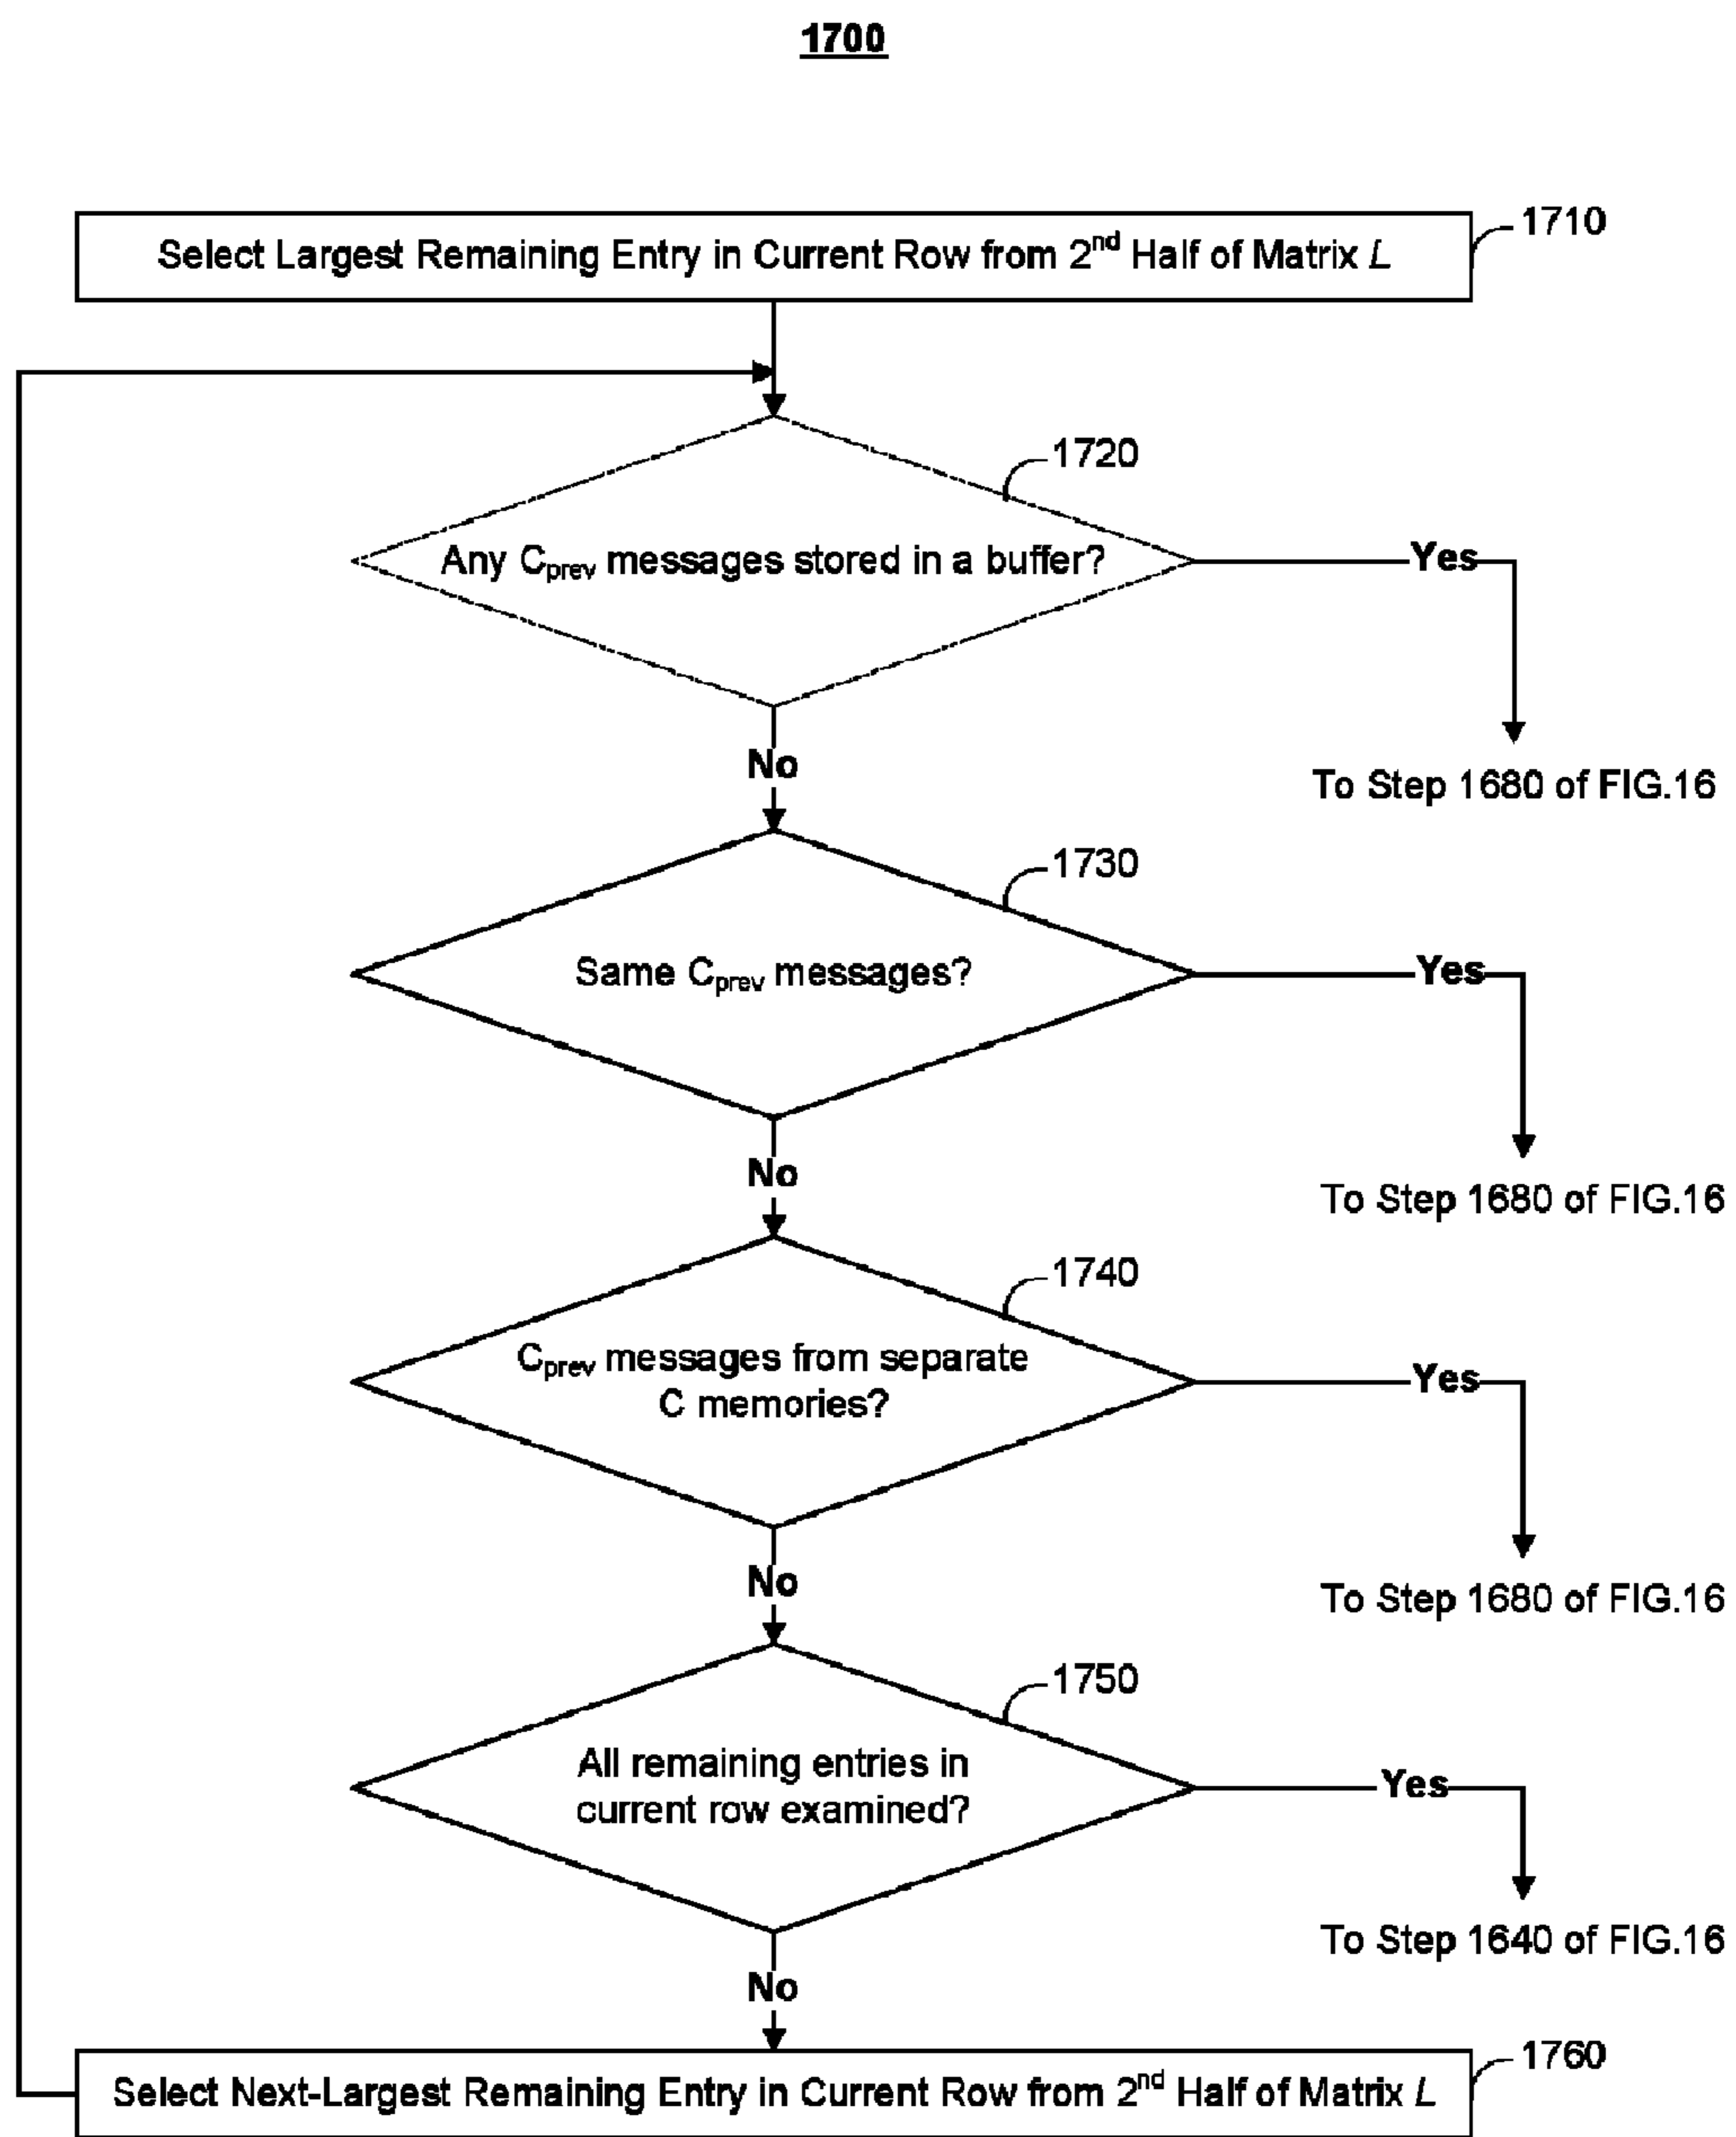 1700
1710
Select Largest Remaining Entry in Current Row from 2nd Half of Matrix L
1720
Any Cprev messages stored in a buffer?
Yes
No
To Step 1680 of FIG.16
1730
Same Cprev messages?
Yes
No
To Step 1680 of FIG.16
1740
Cprev messages from separate
C memories?
Yes
No
To Step 1680 of FIG.16
1750
All remaining entries in
current row examined?
Yes
To Step 1640 of FIG.16
No
1760
Select Next-Largest Remaining Entry in Current Row from 2nd Half of Matrix L